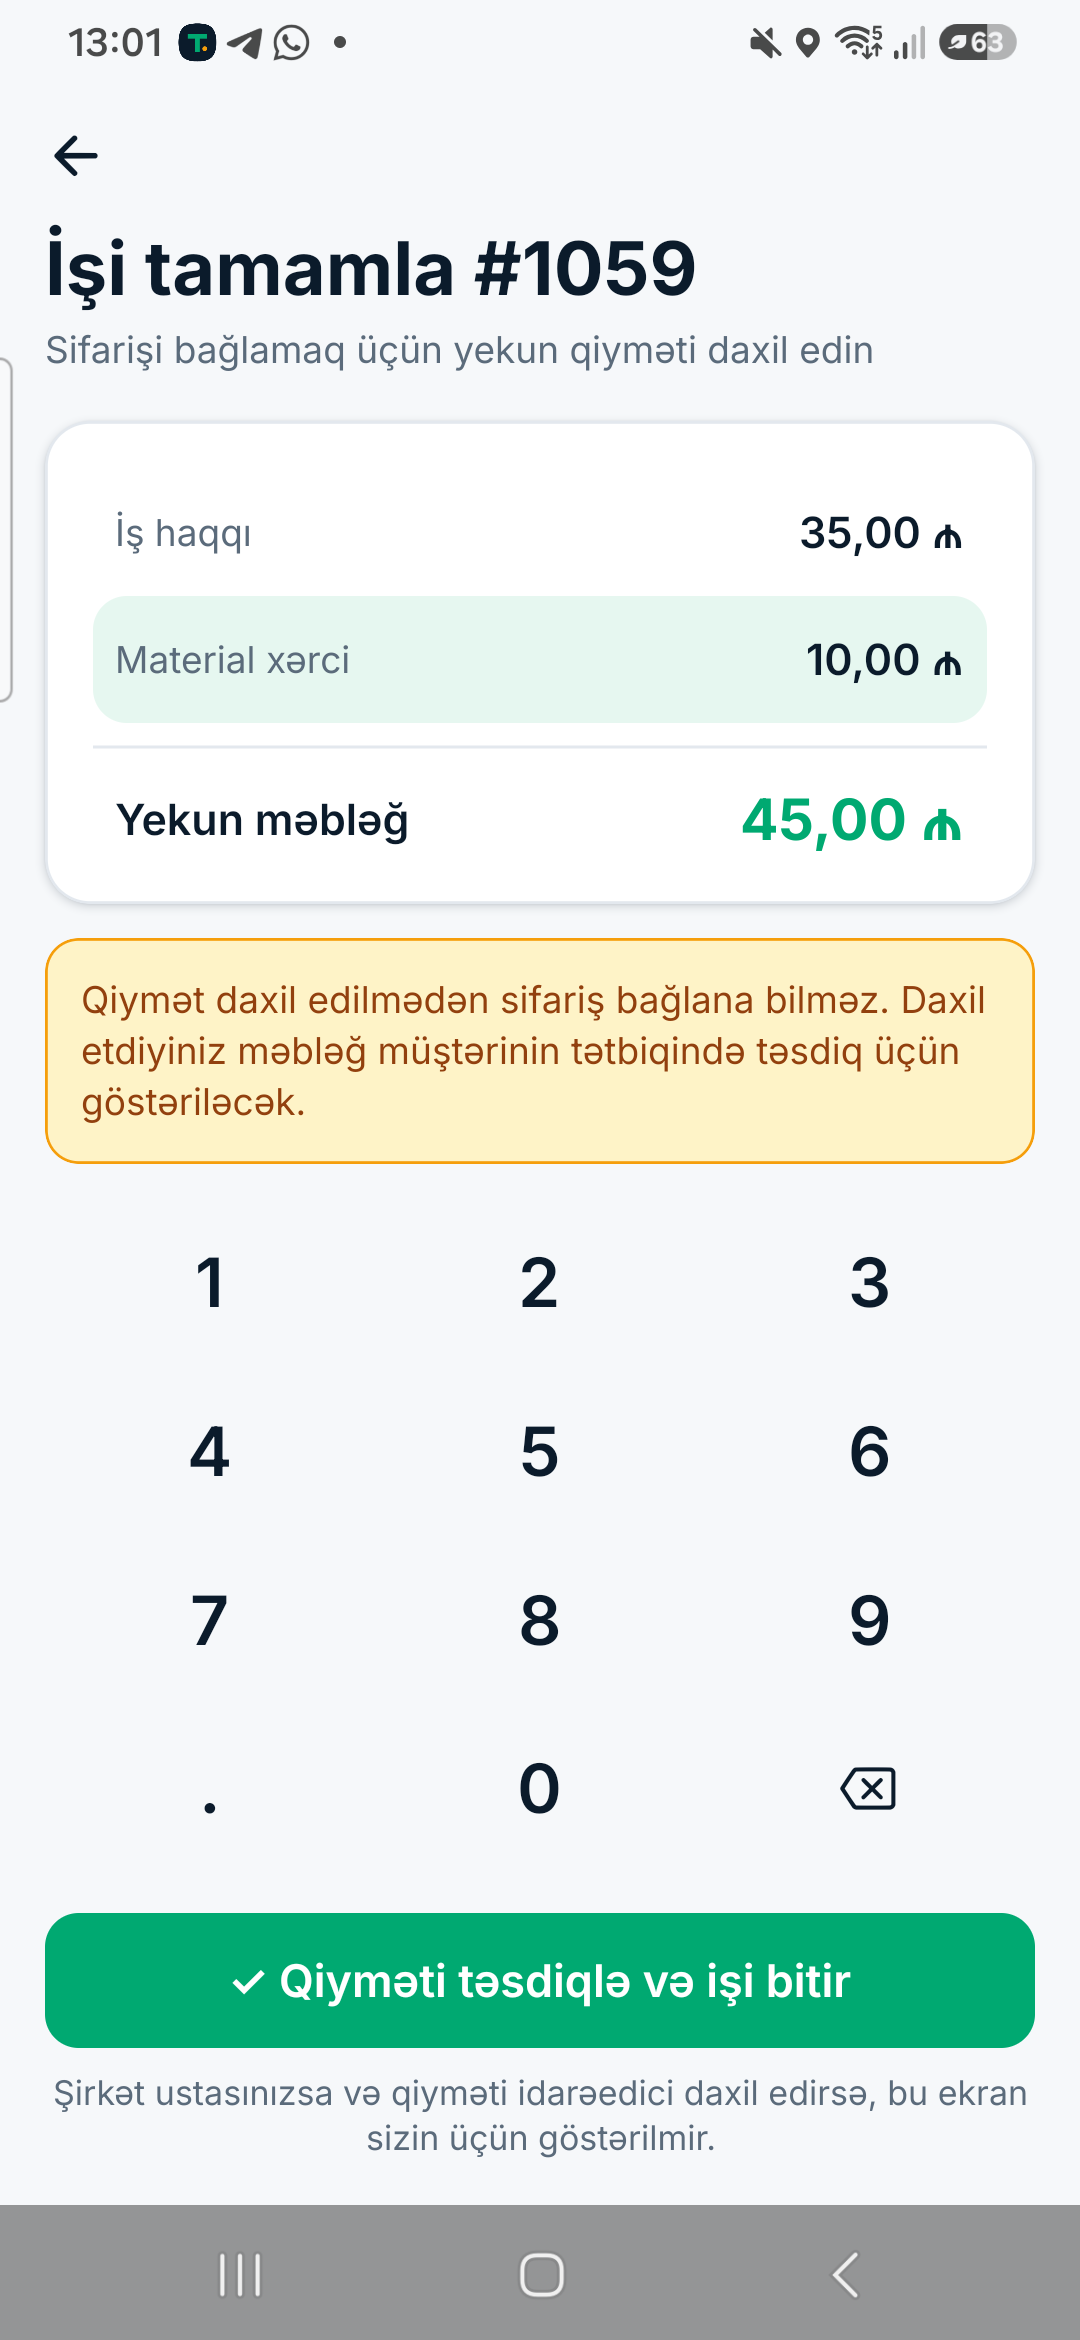 13:01
T.
5
63
İşi tamamla #1059
Sifarişi bağlamaq üçün yekun qiyməti daxil edin
İş haqqı 35,00 ₼
Material xərci 10,00 ₼
Yekun məbləğ 45,00 ₼
Qiymət daxil edilmədən sifariş bağlana bilməz. Daxil
etdiyiniz məbləğ müştərinin tətbiqində təsdiq üçün
göstəriləcək.
1 2 3
4 5 6
7 8 9
. 0
✓ Qiyməti təsdiqlə və işi bitir
Şirkət ustasınızsa və qiyməti idarəedici daxil edirsə, bu ekran
sizin üçün göstərilmir.